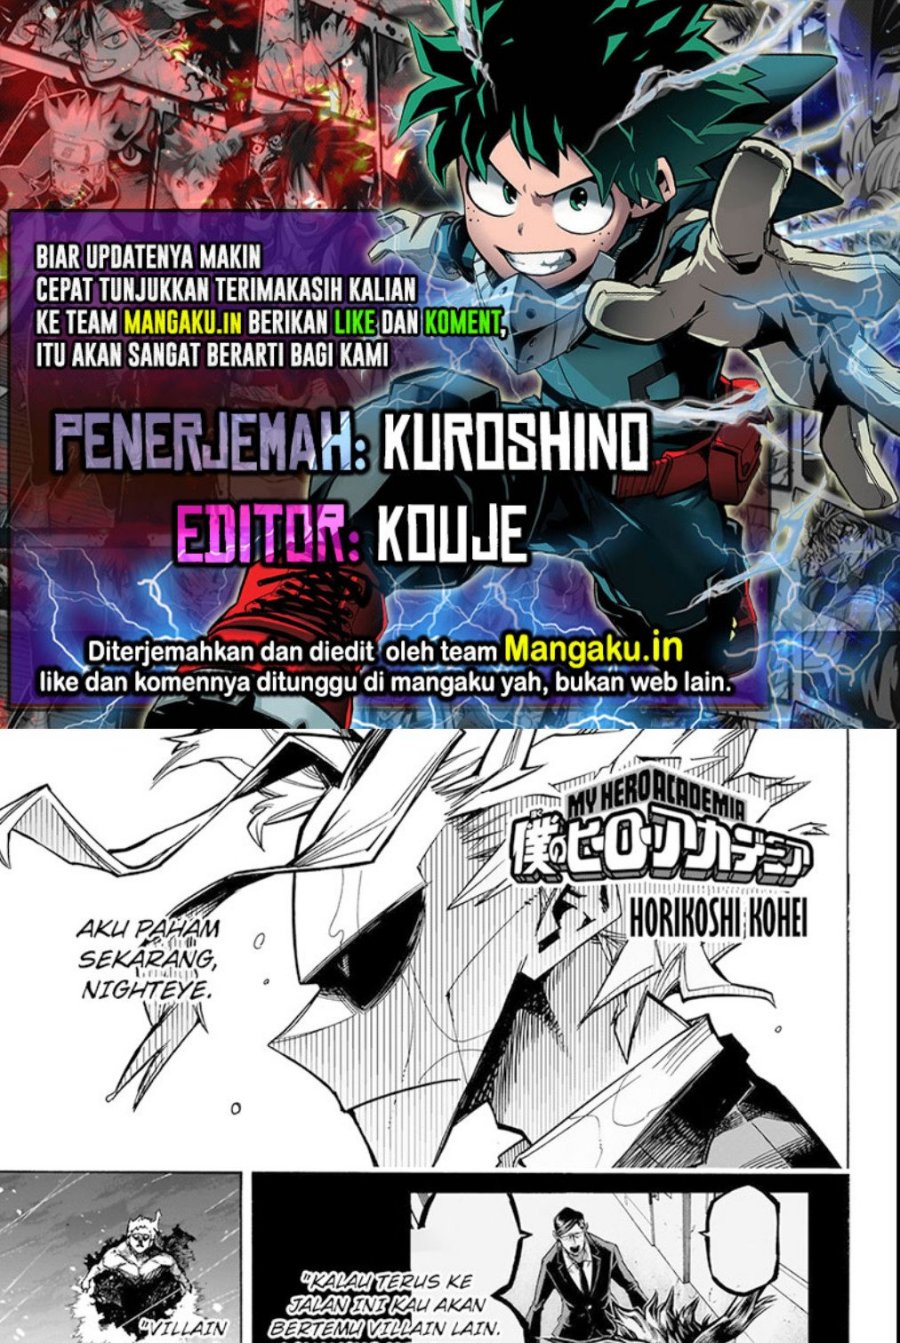 BIAR UPDATENYA MAKIN
CEPAT TUNJUKKAN TERIMAKASIH KALIAN
KE TEAM MANGAKU.in BERIKAN LIKE DAN KOMENT,
ITU AKAN SANGAT BERARTI BAGI KAMI
PENERJEMAH: KUROSHINO
EDITOR: KOUJE
Diterjemahkan dan diedit oleh team Mangaku.in
like dan komennya ditunggu di mangaku yah, bukan web lain.
MY HERO ACADEMIA
僕のヒーローアカデミア
HORIKOSHI KOHEI
AKU PAHAM
SEKARANG,
NIGHTEYE.
"KALAU TERUS KE
JALAN INI KAU AKAN
BERTEMU VILLAIN LAIN.
"VILLAIN